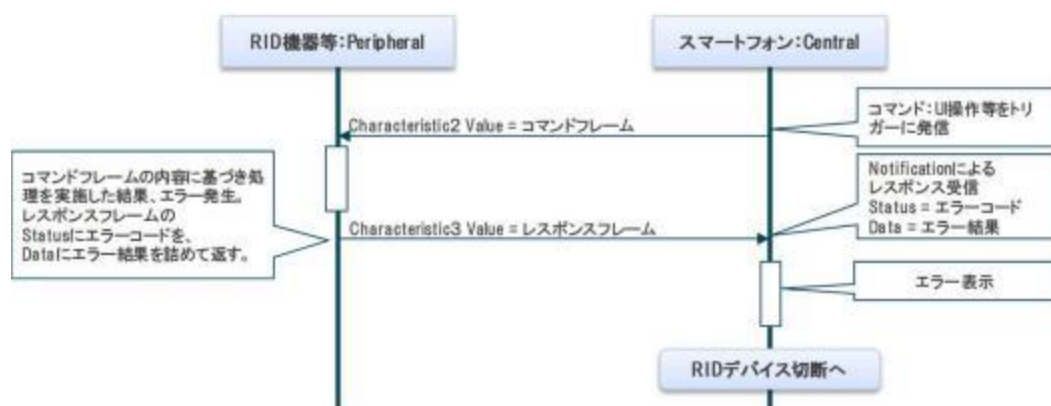 RID機器等:Peripheral
スマートフォン:Central
コマンド:UI操作等をトリ
ガーに発信
Characteristic2 Value = コマンドフレーム
コマンドフレームの内容に基づき処
理を実施した結果、エラー発生。
レスポンスフレームの
Statusにエラーコードを、
Dataにエラー結果を詰めて返す。
Notificationによる
レスポンス受信
Status = エラーコード
Data = エラー結果
Characteristic3 Value = レスポンスフレーム
エラー表示
RIDデバイス切断へ